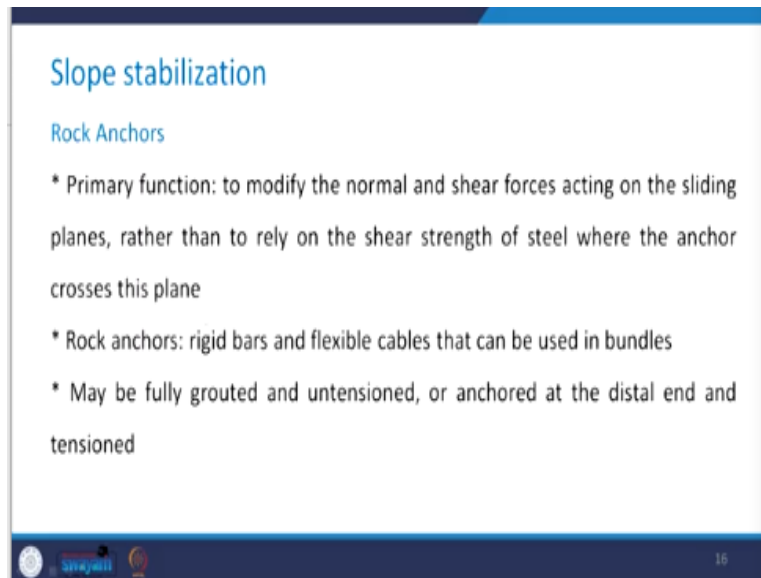 Slope stabilization
Rock Anchors
* Primary function: to modify the normal and shear forces acting on the sliding
planes, rather than to rely on the shear strength of steel where the anchor
crosses this plane
* Rock anchors: rigid bars and flexible cables that can be used in bundles
* May be fully grouted and untensioned, or anchored at the distal end and
tensioned
swayam
16